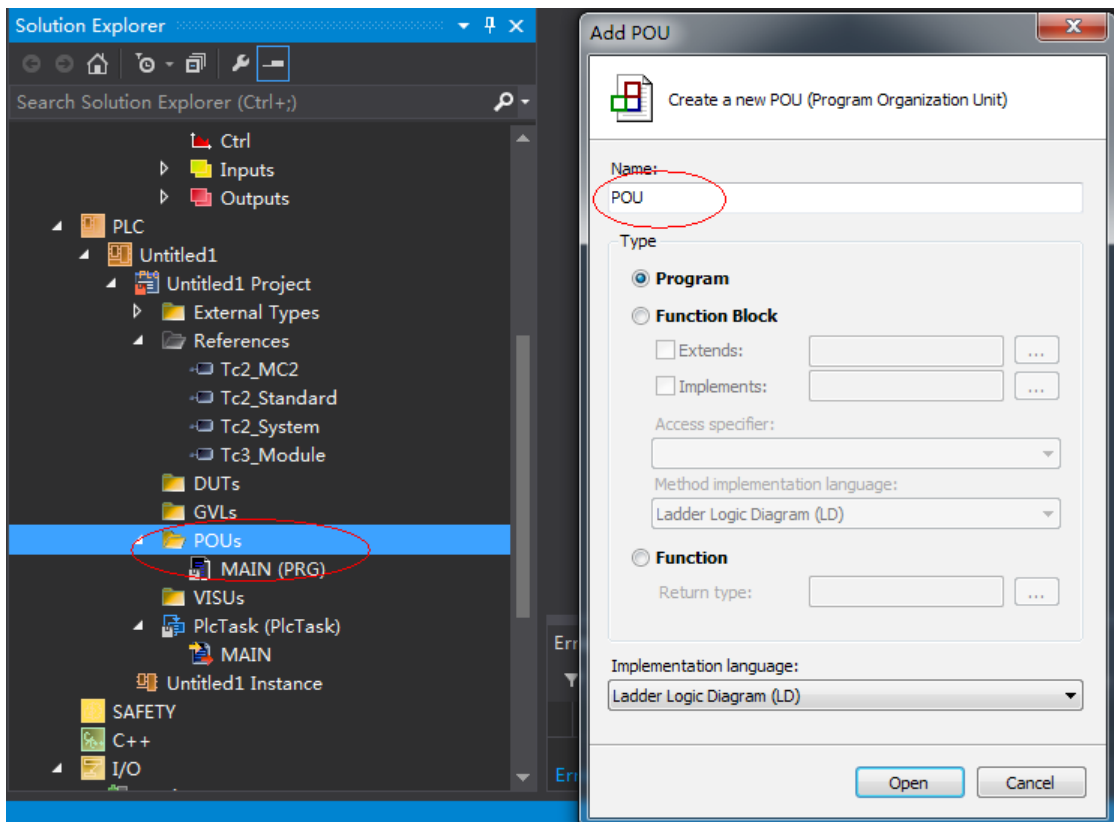 Solution Explorer
Search Solution Explorer (Ctrl+;)
Ctrl
Inputs
Outputs
PLC
Untitled1
Untitled1 Project
External Types
References
Tc2_MC2
Tc2_Standard
Tc2_System
Tc3_Module
DUTs
GVLs
POUs
MAIN (PRG)
VISUs
PlcTask (PlcTask)
MAIN
Untitled1 Instance
SAFETY
C++
I/O
Add POU
Create a new POU (Program Organization Unit)
Name:
POU
Type
Program
Function Block
Extends:
...
Implements:
...
Access specifier:
Method implementation language:
Ladder Logic Diagram (LD)
Function
Return type:
...
Implementation language:
Ladder Logic Diagram (LD)
Open
Cancel